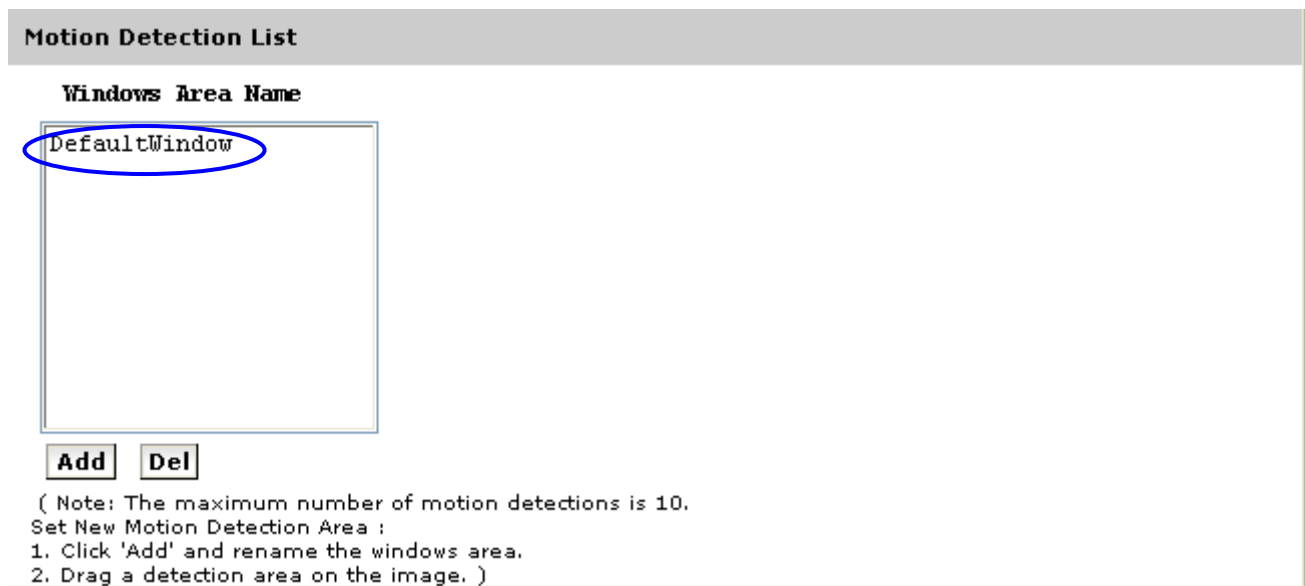 Motion Detection List
Windows Area Name
DefaultWindow
Add Del
( Note: The maximum number of motion detections is 10.
Set New Motion Detection Area :
1. Click 'Add' and rename the windows area.
2. Drag a detection area on the image. )